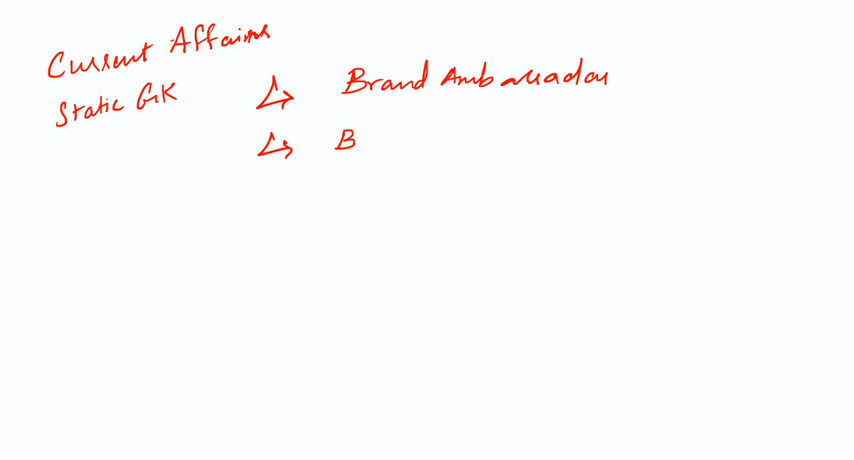 Current Affairs
Static GK
↳ Brand Ambassador
↳ B